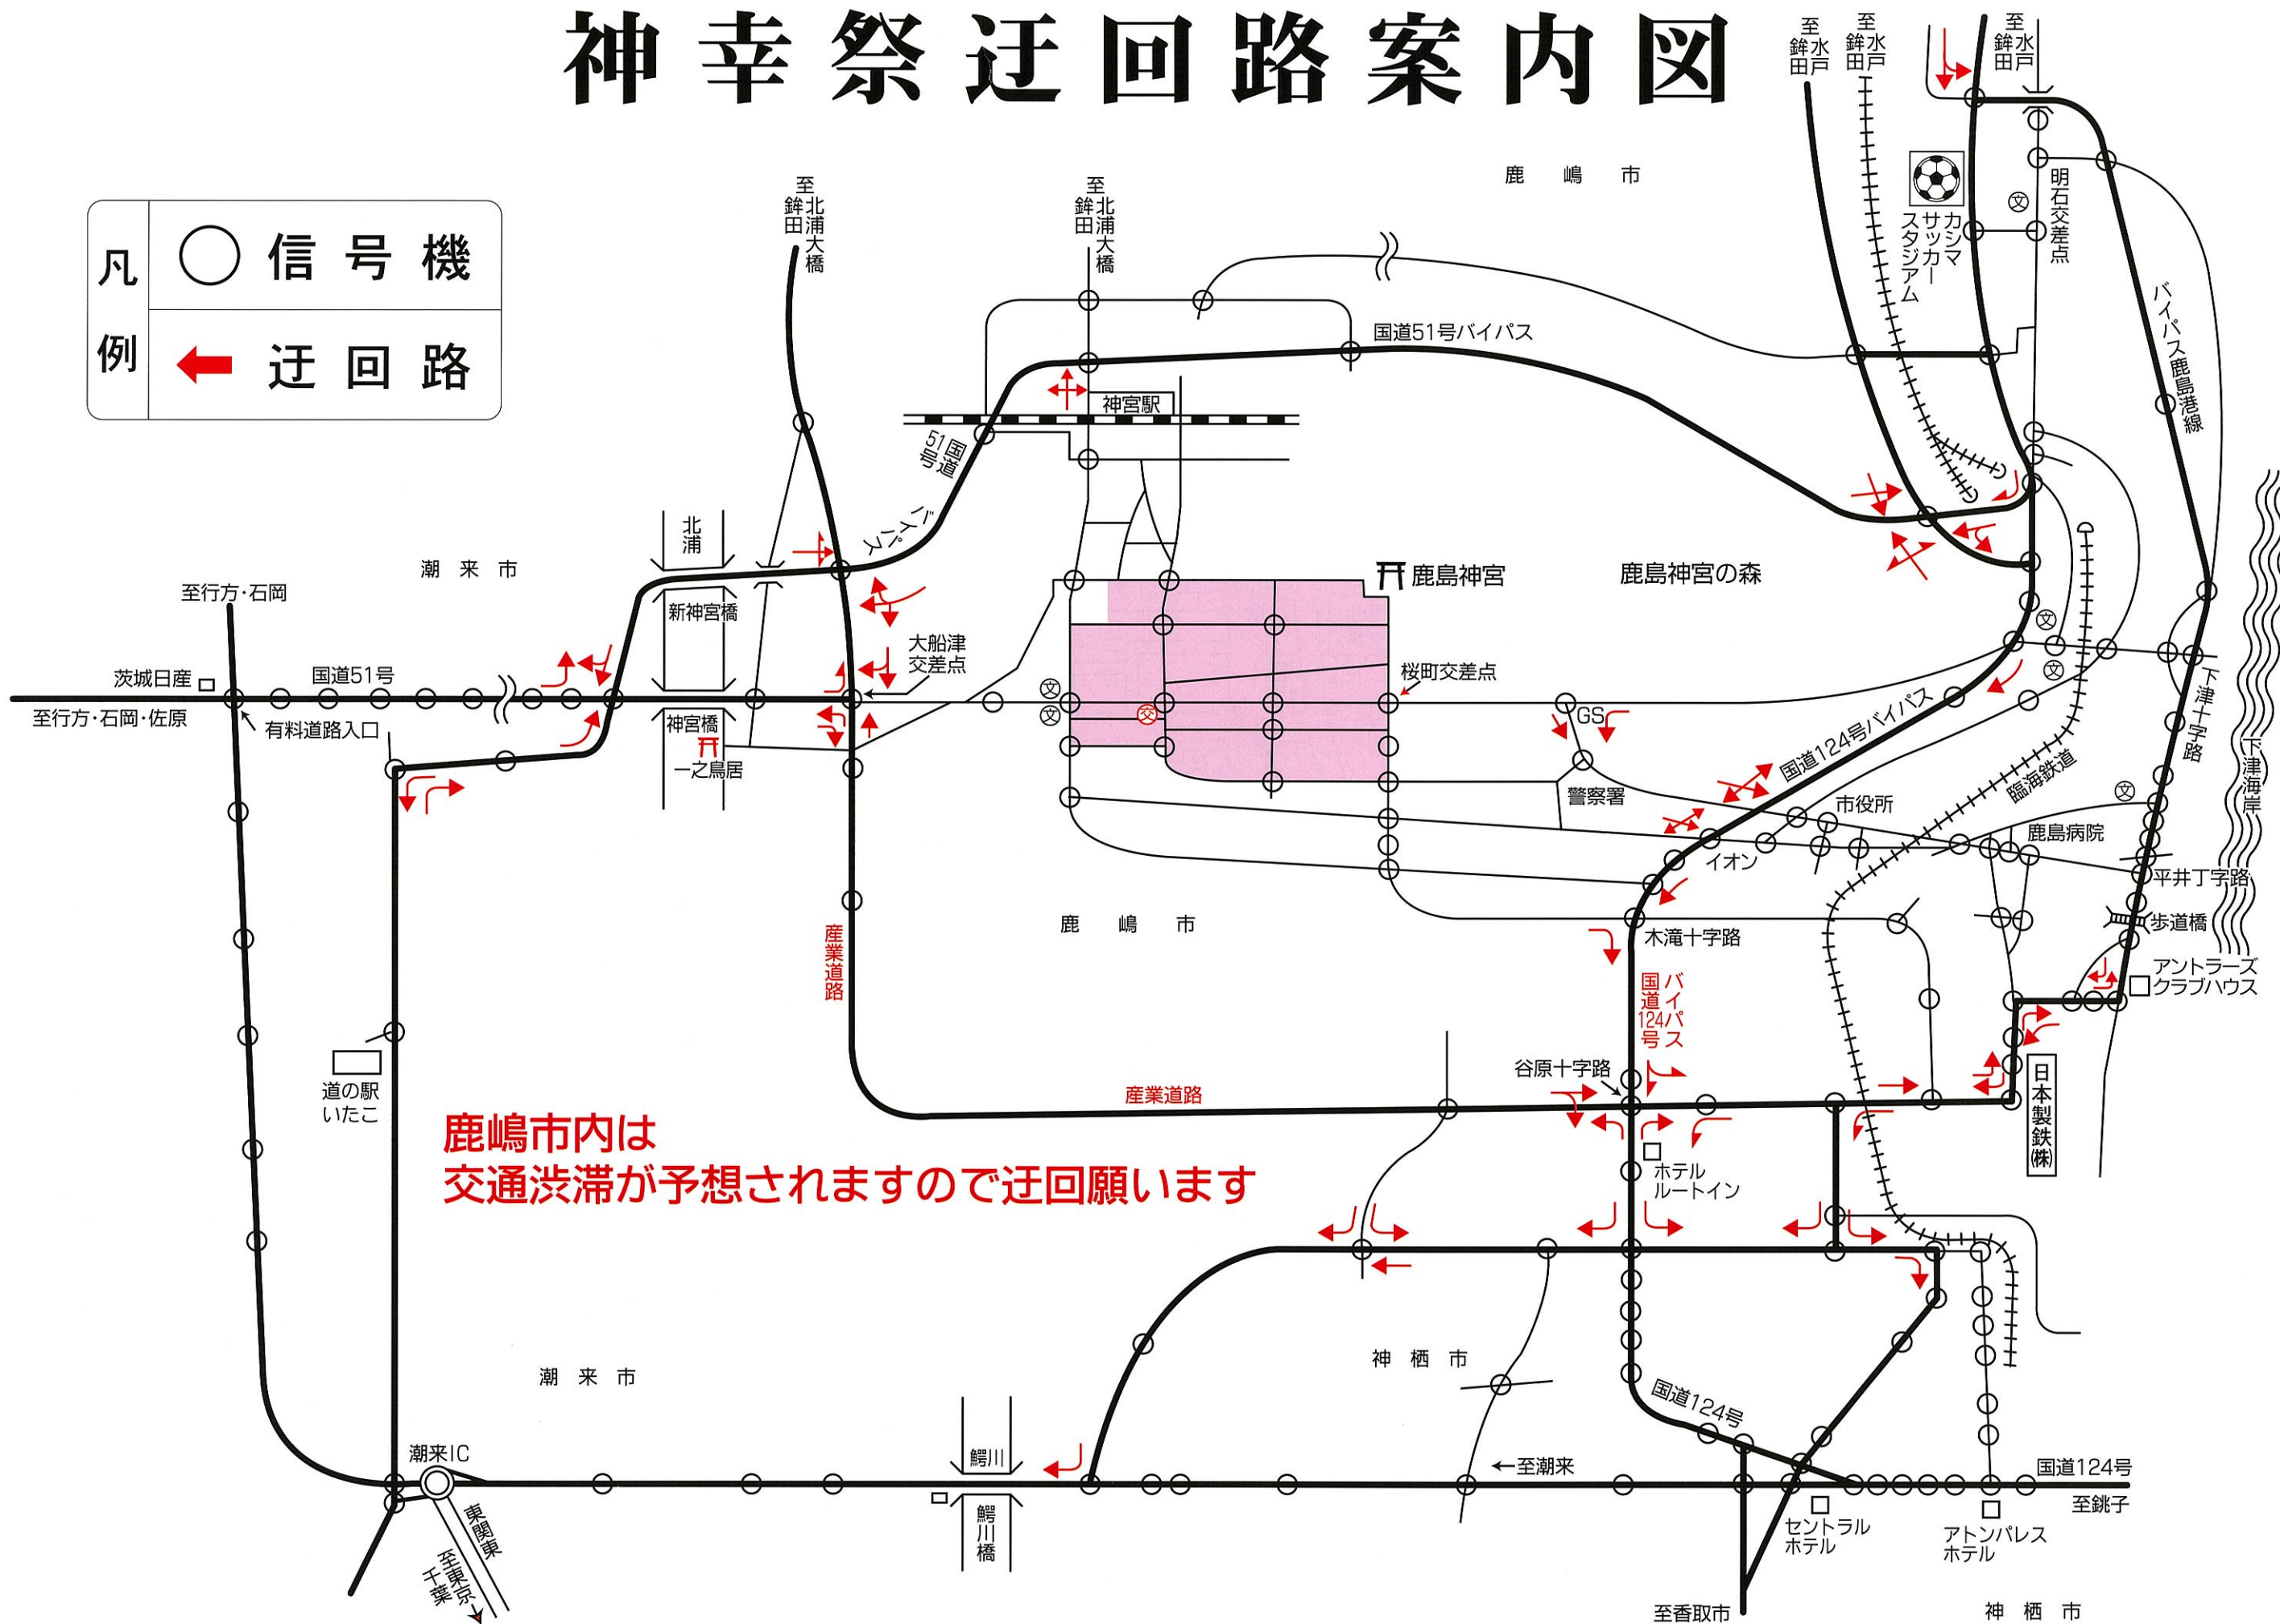 神幸祭迂回路案内図
凡例
信号機
迂回路
至北浦大橋
鉾田
至北浦大橋
鉾田
至水戸
鉾田
至水戸
鉾田
至水戸
鉾田
鹿嶋市
カシマ
サッカー
スタジアム
明石交差点
バイパス鹿島港線
国道51号バイパス
神宮駅
国道
51号
バイパス
北浦
潮来市
新神宮橋
至行方・石岡
茨城日産
国道51号
至行方・石岡・佐原
有料道路入口
神宮橋
一之鳥居
大船津
交差点
鹿島神宮
鹿島神宮の森
桜町交差点
文
文
交
文
文
文
文
GS
警察署
国道124号バイパス
市役所
イオン
臨海鉄道
下津十字路
下津海岸
鹿島病院
平井丁字路
歩道橋
アントラーズ
クラブハウス
鹿嶋市
木滝十字路
産業道路
バイパス
国道124号
道の駅
いたこ
谷原十字路
産業道路
日本製鉄㈱
ホテル
ルートイン
鹿嶋市内は
交通渋滞が予想されますので迂回願います
潮来市
神栖市
国道124号
潮来IC
鰐川
←至潮来
国道124号
至銚子
東関東
至東京
千葉
鰐川橋
セントラル
ホテル
アトンパレス
ホテル
至香取市
神栖市